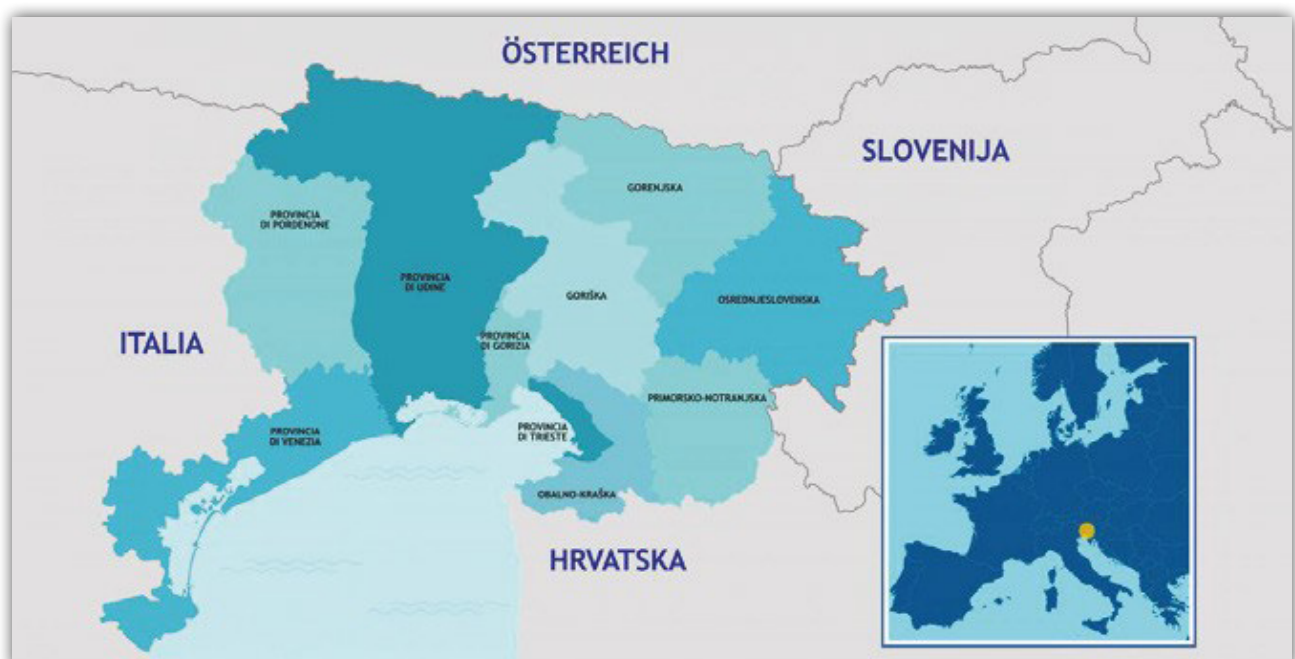 ÖSTERREICH
SLOVENIJA
GORENJSKA
PROVINCIA
DI PORDENONE
PROVINCIA
DI UDINE
GORIŠKA
OSREDNJESLOVENSKA
ITALIA
PROVINCIA
DI GORIZIA
PRIMORSKO-NOTRANJSKA
PROVINCIA
DI VENEZIA
PROVINCIA
DI TRIESTE
OBALNO-KRAŠKA
HRVATSKA